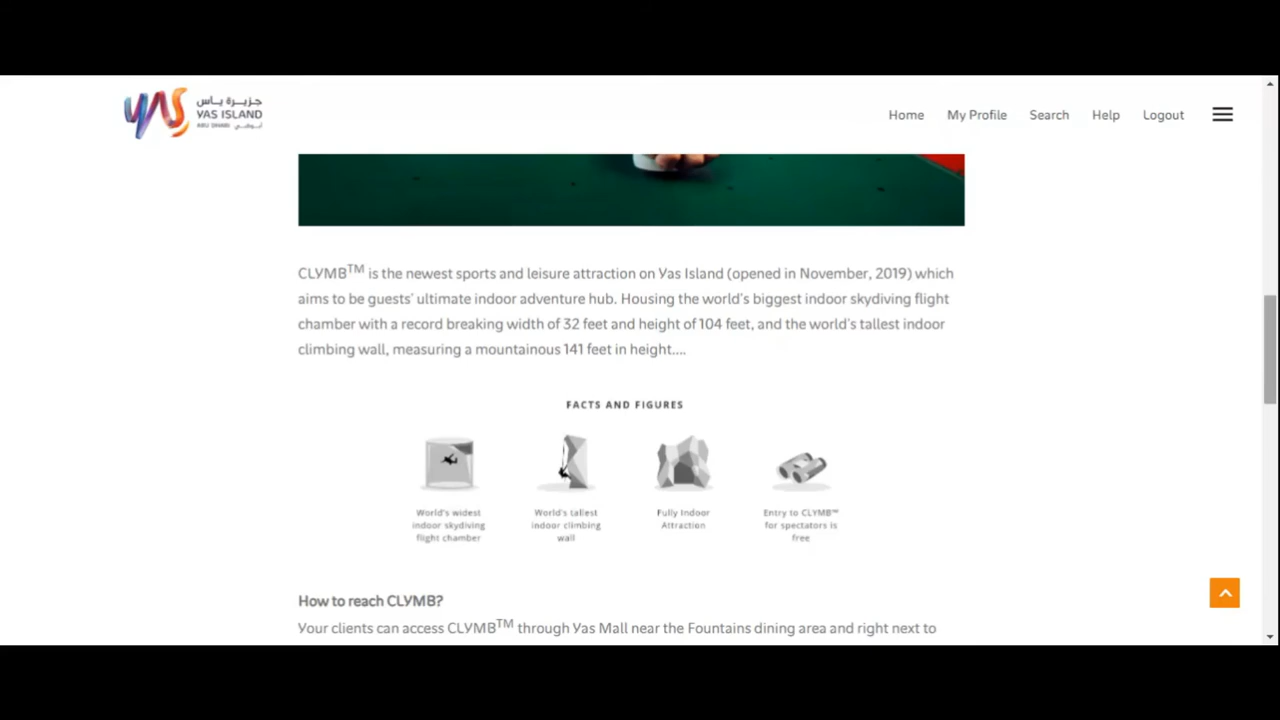 جزيرة ياس
YAS ISLAND
ABU DHABI أبوظبي
Home My Profile Search Help Logout
CLYMB™ is the newest sports and leisure attraction on Yas Island (opened in November, 2019) which
aims to be guests' ultimate indoor adventure hub. Housing the world's biggest indoor skydiving flight
chamber with a record breaking width of 32 feet and height of 104 feet, and the world's tallest indoor
climbing wall, measuring a mountainous 141 feet in height....
FACTS AND FIGURES
World's widest
indoor skydiving
flight chamber
World's tallest
indoor climbing
wall
Fully Indoor
Attraction
Entry to CLYMB™
for spectators is
free
How to reach CLYMB?
Your clients can access CLYMB™ through Yas Mall near the Fountains dining area and right next to